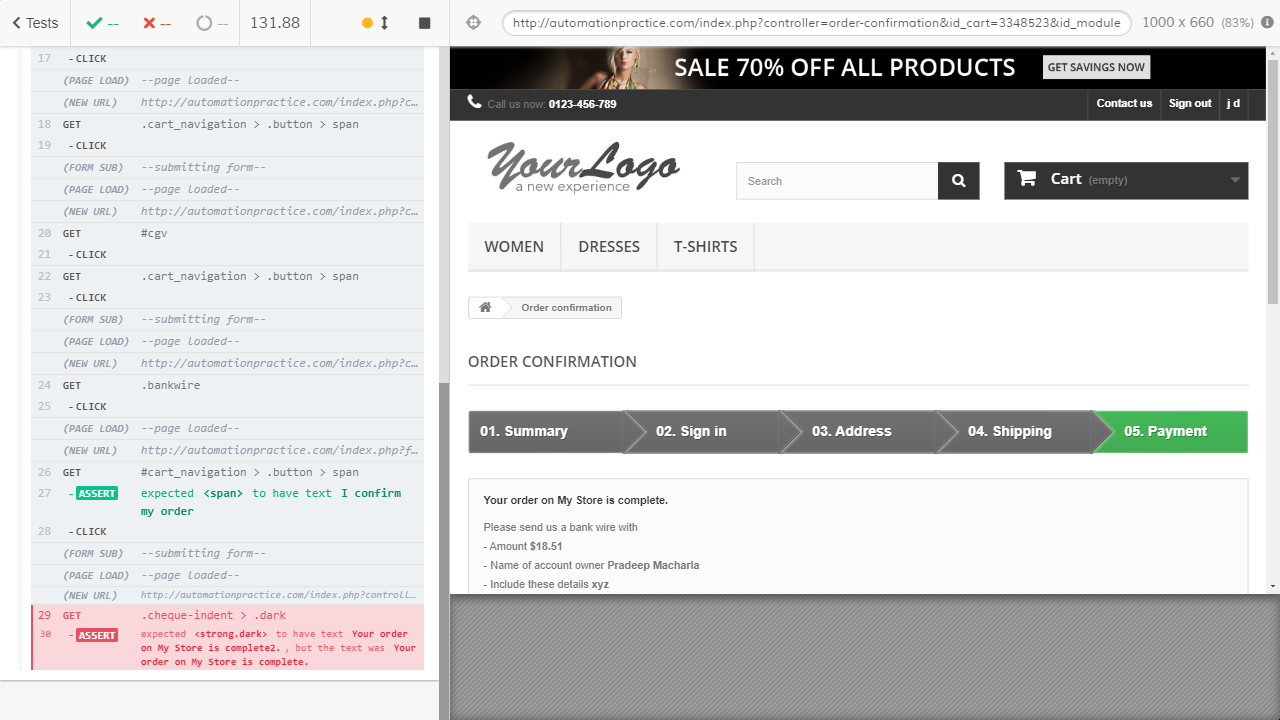 Tests
--
--
--
131.88
http://automationpractice.com/index.php?controller=order-confirmation&id_cart=3348523&id_module
1000 x 660 (83%)
17 -CLICK
(PAGE LOAD) --page loaded--
(NEW URL) http://automationpractice.com/index.php?c…
18 GET .cart_navigation > .button > span
19 -CLICK
(FORM SUB) --submitting form--
(PAGE LOAD) --page loaded--
(NEW URL) http://automationpractice.com/index.php?c…
20 GET #cgv
21 -CLICK
22 GET .cart_navigation > .button > span
23 -CLICK
(FORM SUB) --submitting form--
(PAGE LOAD) --page loaded--
(NEW URL) http://automationpractice.com/index.php?c…
24 GET .bankwire
25 -CLICK
(PAGE LOAD) --page loaded--
(NEW URL) http://automationpractice.com/index.php?f…
26 GET #cart_navigation > .button > span
27 -ASSERT expected <span> to have text I confirm
my order
28 -CLICK
(FORM SUB) --submitting form--
(PAGE LOAD) --page loaded--
(NEW URL) http://automationpractice.com/index.php?controll…
29 GET .cheque-indent > .dark
30 -ASSERT expected <strong.dark> to have text Your order
on My Store is complete2. , but the text was Your
order on My Store is complete.
SALE 70% OFF ALL PRODUCTS
GET SAVINGS NOW
Call us now: 0123-456-789
Contact us
Sign out
j d
YourLogo
a new experience
Search
Cart (empty)
WOMEN
DRESSES
T-SHIRTS
Order confirmation
ORDER CONFIRMATION
01. Summary
02. Sign in
03. Address
04. Shipping
05. Payment
Your order on My Store is complete.
Please send us a bank wire with
- Amount $18.51
- Name of account owner Pradeep Macharla
- Include these details xyz